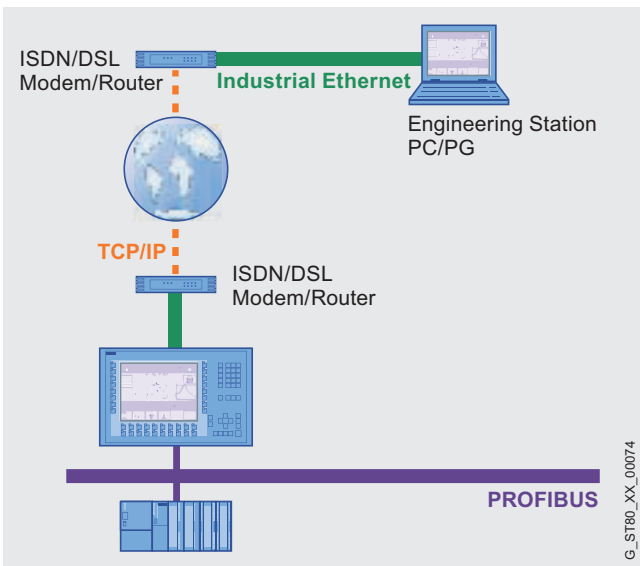 ISDN/DSL
Modem/Router
Industrial Ethernet
Engineering Station
PC/PG
TCP/IP
ISDN/DSL
Modem/Router
PROFIBUS
G_ST80_XX_00074